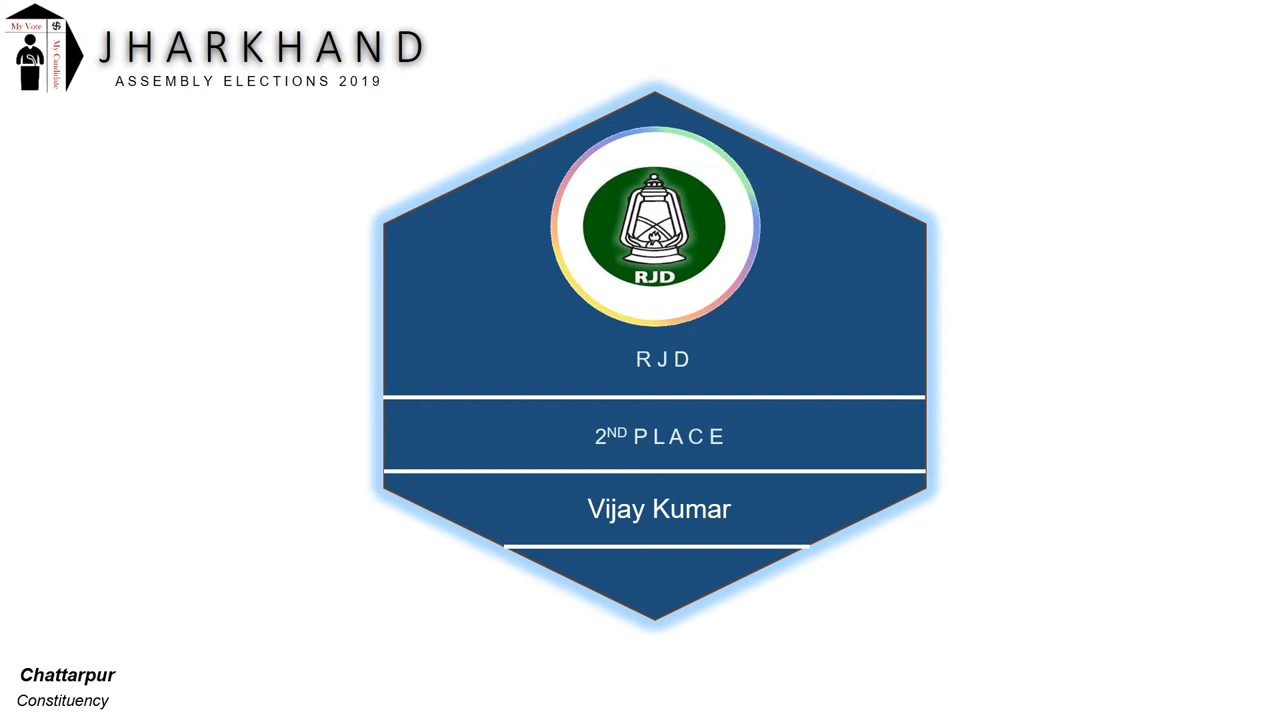 My Vote
My Candidate
JHARKHAND
ASSEMBLY ELECTIONS 2019
RJD
RJD
2ND PLACE
Vijay Kumar
Chattarpur
Constituency